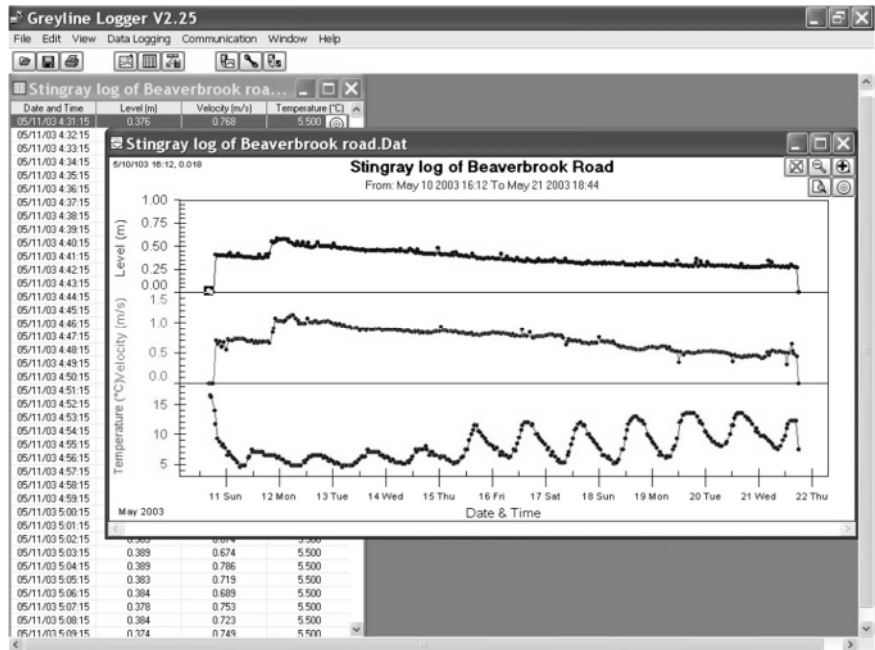 Greyline Logger V2.25
File Edit View Data Logging Communication Window Help
Stingray log of Beaverbrook roa...
Date and Time Level (m) Velocity (m/s) Temperature (°C)
05/11/03 4:31:15 0.376 0.768 5.500
05/11/03 4:32:15
05/11/03 4:33:15
05/11/03 4:34:15
05/11/03 4:35:15
05/11/03 4:36:15
05/11/03 4:37:15
05/11/03 4:38:15
05/11/03 4:39:15
05/11/03 4:40:15
05/11/03 4:41:15
05/11/03 4:42:15
05/11/03 4:43:15
05/11/03 4:44:15
05/11/03 4:45:15
05/11/03 4:46:15
05/11/03 4:47:15
05/11/03 4:48:15
05/11/03 4:49:15
05/11/03 4:50:15
05/11/03 4:51:15
05/11/03 4:52:15
05/11/03 4:53:15
05/11/03 4:54:15
05/11/03 4:55:15
05/11/03 4:56:15
05/11/03 4:57:15
05/11/03 4:58:15
05/11/03 4:59:15
05/11/03 5:00:15
05/11/03 5:01:15
05/11/03 5:02:15
05/11/03 5:03:15 0.389 0.674 5.500
05/11/03 5:04:15 0.389 0.786 5.500
05/11/03 5:05:15 0.383 0.719 5.500
05/11/03 5:06:15 0.384 0.689 5.500
05/11/03 5:07:15 0.378 0.753 5.500
05/11/03 5:08:15 0.384 0.723 5.500
05/11/03 5:09:15 0.374 0.749 5.500
Stingray log of Beaverbrook road.Dat
5/10/103 16:12, 0.018
Stingray log of Beaverbrook Road
From: May 10 2003 16:12 To May 21 2003 18:44
Level (m)
1.00
0.75
0.50
0.25
0.00
Velocity (m/s)
1.5
1.0
0.5
0.0
Temperature (°C)
15
10
5
11 Sun 12 Mon 13 Tue 14 Wed 15 Thu 16 Fri 17 Sat 18 Sun 19 Mon 20 Tue 21 Wed 22 Thu
May 2003
Date & Time